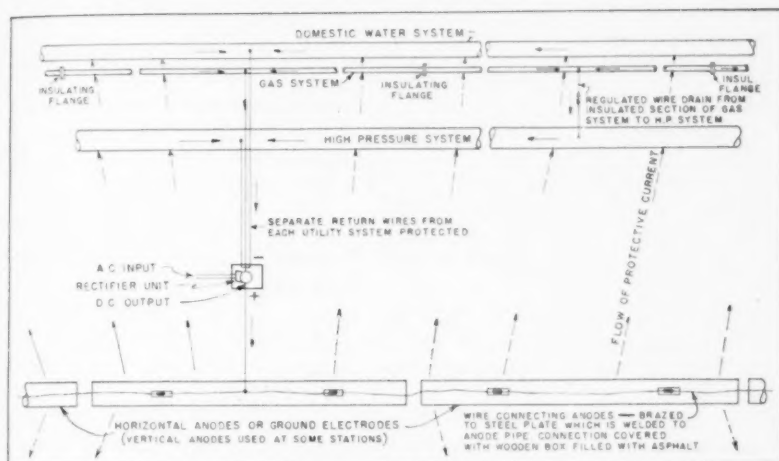 DOMESTIC WATER SYSTEM
INSULATING
FLANGE
GAS SYSTEM
INSULATING
FLANGE
INSUL
FLANGE
REGULATED WIRE DRAIN FROM
INSULATED SECTION OF GAS
SYSTEM TO H.P. SYSTEM
HIGH PRESSURE SYSTEM
SEPARATE RETURN WIRES FROM
EACH UTILITY SYSTEM PROTECTED
FLOW OF PROTECTIVE CURRENT
A.C. INPUT
RECTIFIER UNIT
D.C. OUTPUT
−
+
HORIZONTAL ANODES OR GROUND ELECTRODES
(VERTICAL ANODES USED AT SOME STATIONS)
WIRE CONNECTING ANODES — BRAZED
TO STEEL PLATE WHICH IS WELDED TO
ANODE PIPE. CONNECTION COVERED
WITH WOODEN BOX FILLED WITH ASPHALT